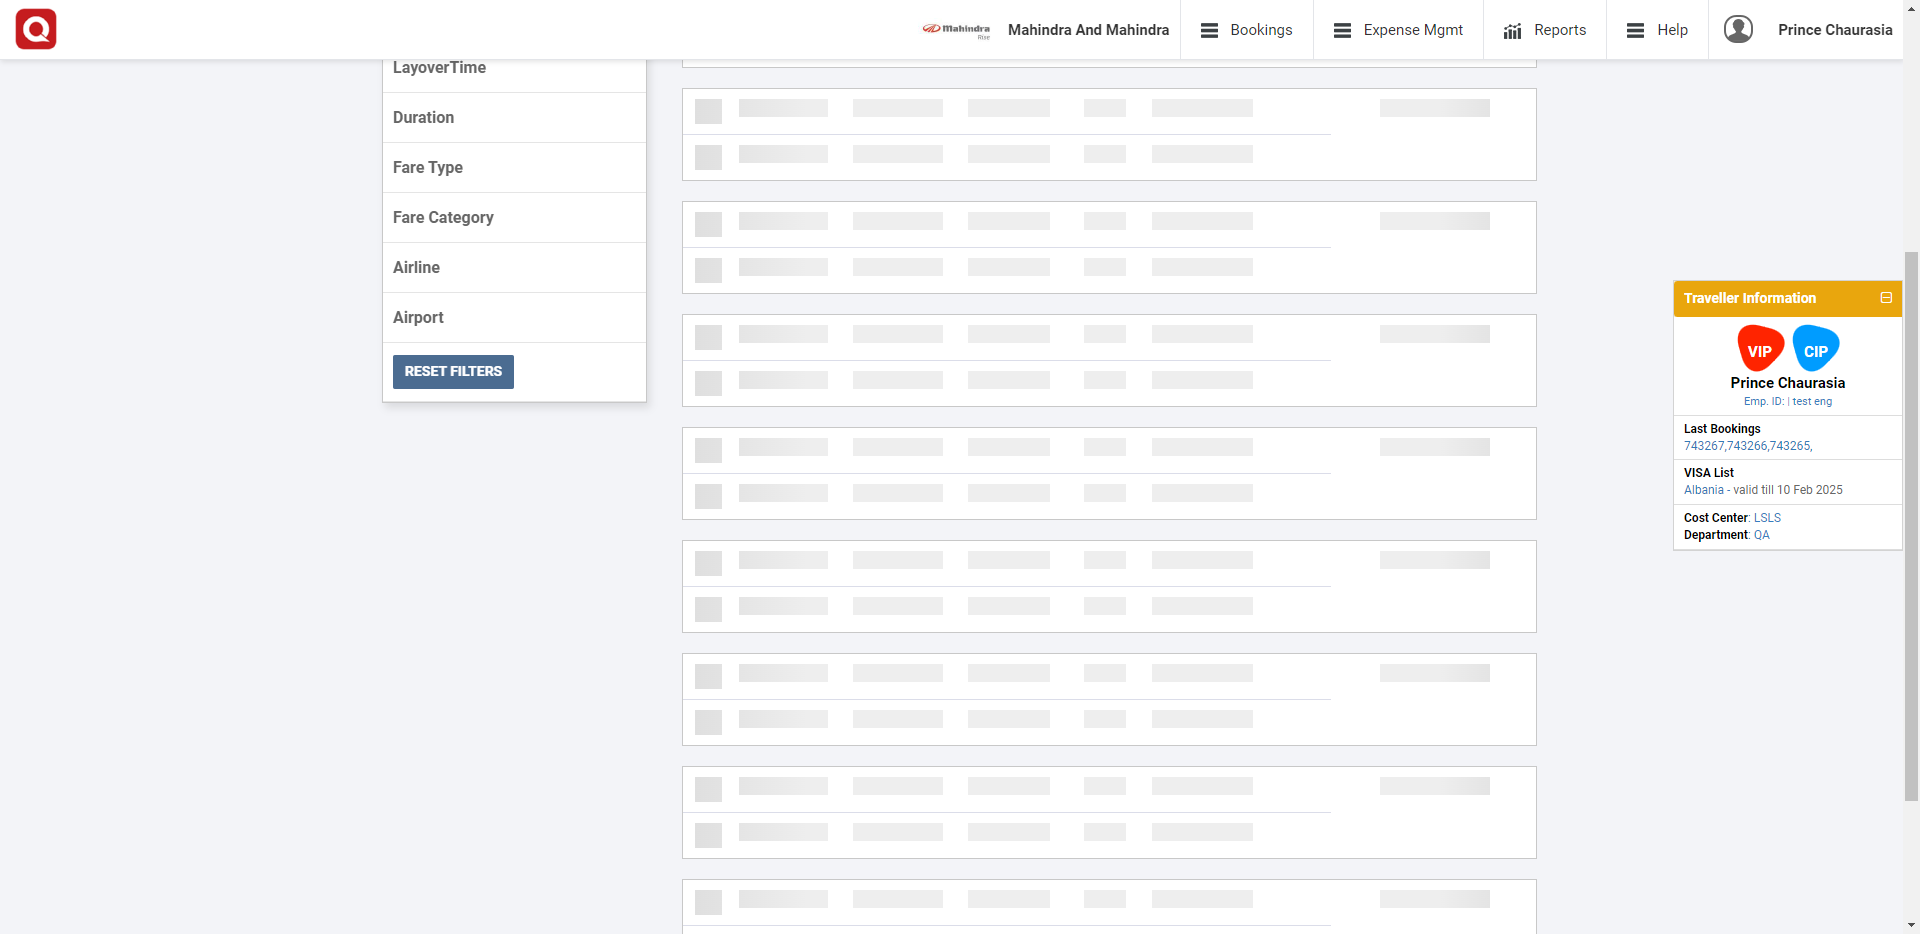 Q
Mahindra
Rise
Mahindra And Mahindra
Bookings
Expense Mgmt
Reports
Help
Prince Chaurasia
LayoverTime
Duration
Fare Type
Fare Category
Airline
Airport
RESET FILTERS
Traveller Information
VIP
CIP
Prince Chaurasia
Emp. ID: | test eng
Last Bookings
743267,743266,743265,
VISA List
Albania - valid till 10 Feb 2025
Cost Center: LSLS
Department: QA